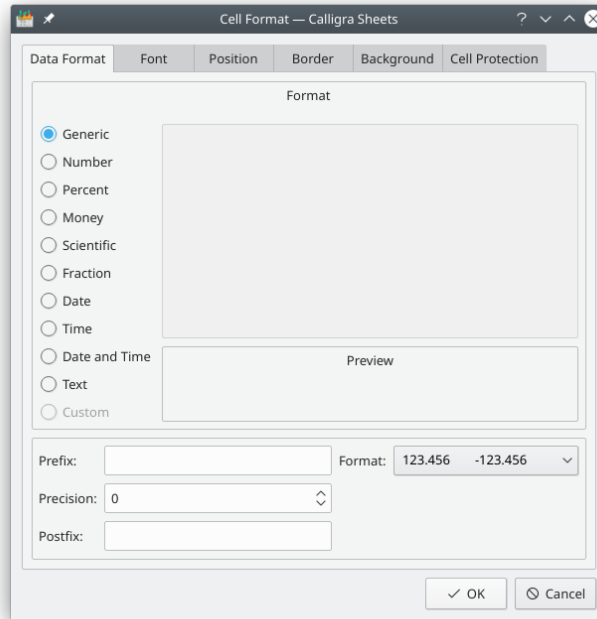 Cell Format — Calligra Sheets ?
Data Format Font Position Border Background Cell Protection
Format
Generic
Number
Percent
Money
Scientific
Fraction
Date
Time
Date and Time
Preview
Text
Custom
Prefix: Format: 123.456 -123.456
Precision: 0
Postfix:
OK Cancel